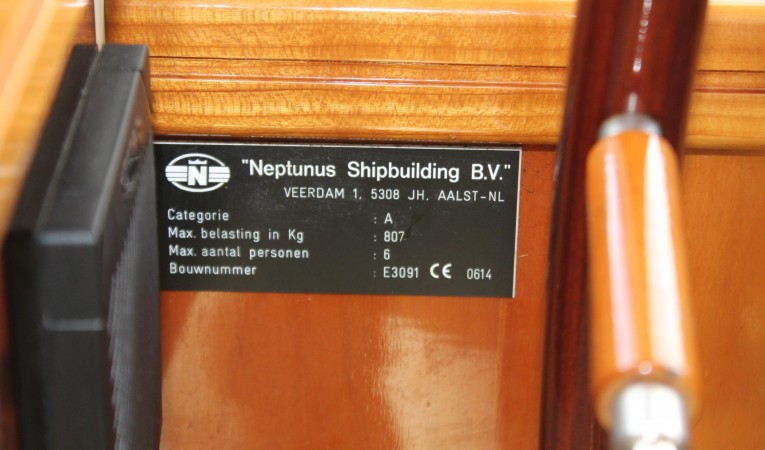 N
"Neptunus Shipbuilding B.V."
VEERDAM 1, 5308 JH. AALST-NL
Categorie : A
Max. belasting in Kg : 807
Max. aantal personen : 6
Bouwnummer : E3091 CE 0614